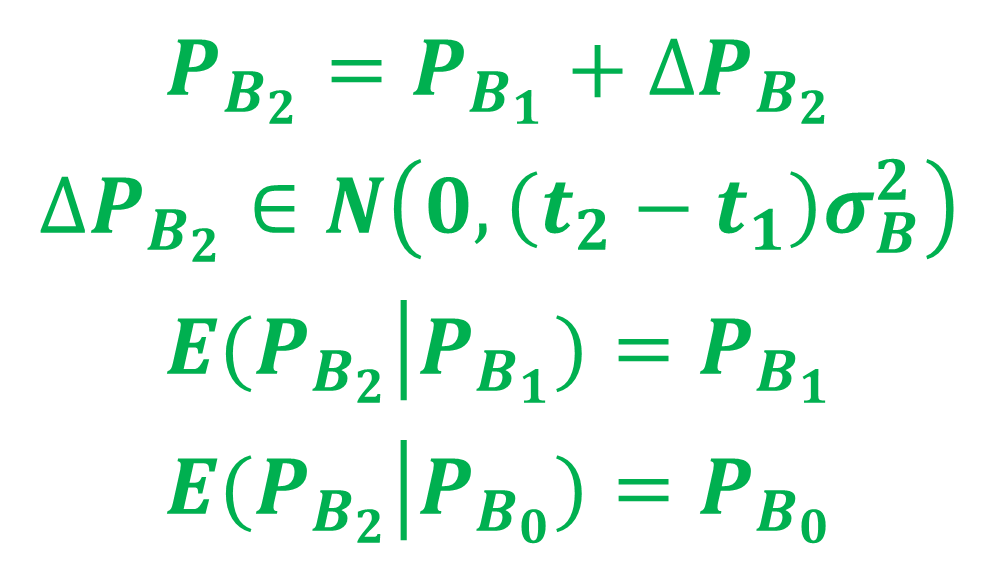 P_{B_2} = P_{B_1} + ΔP_{B_2}
ΔP_{B_2} ∈ N(0, (t_2 − t_1)σ_B^2)
E(P_{B_2}|P_{B_1}) = P_{B_1}
E(P_{B_2}|P_{B_0}) = P_{B_0}